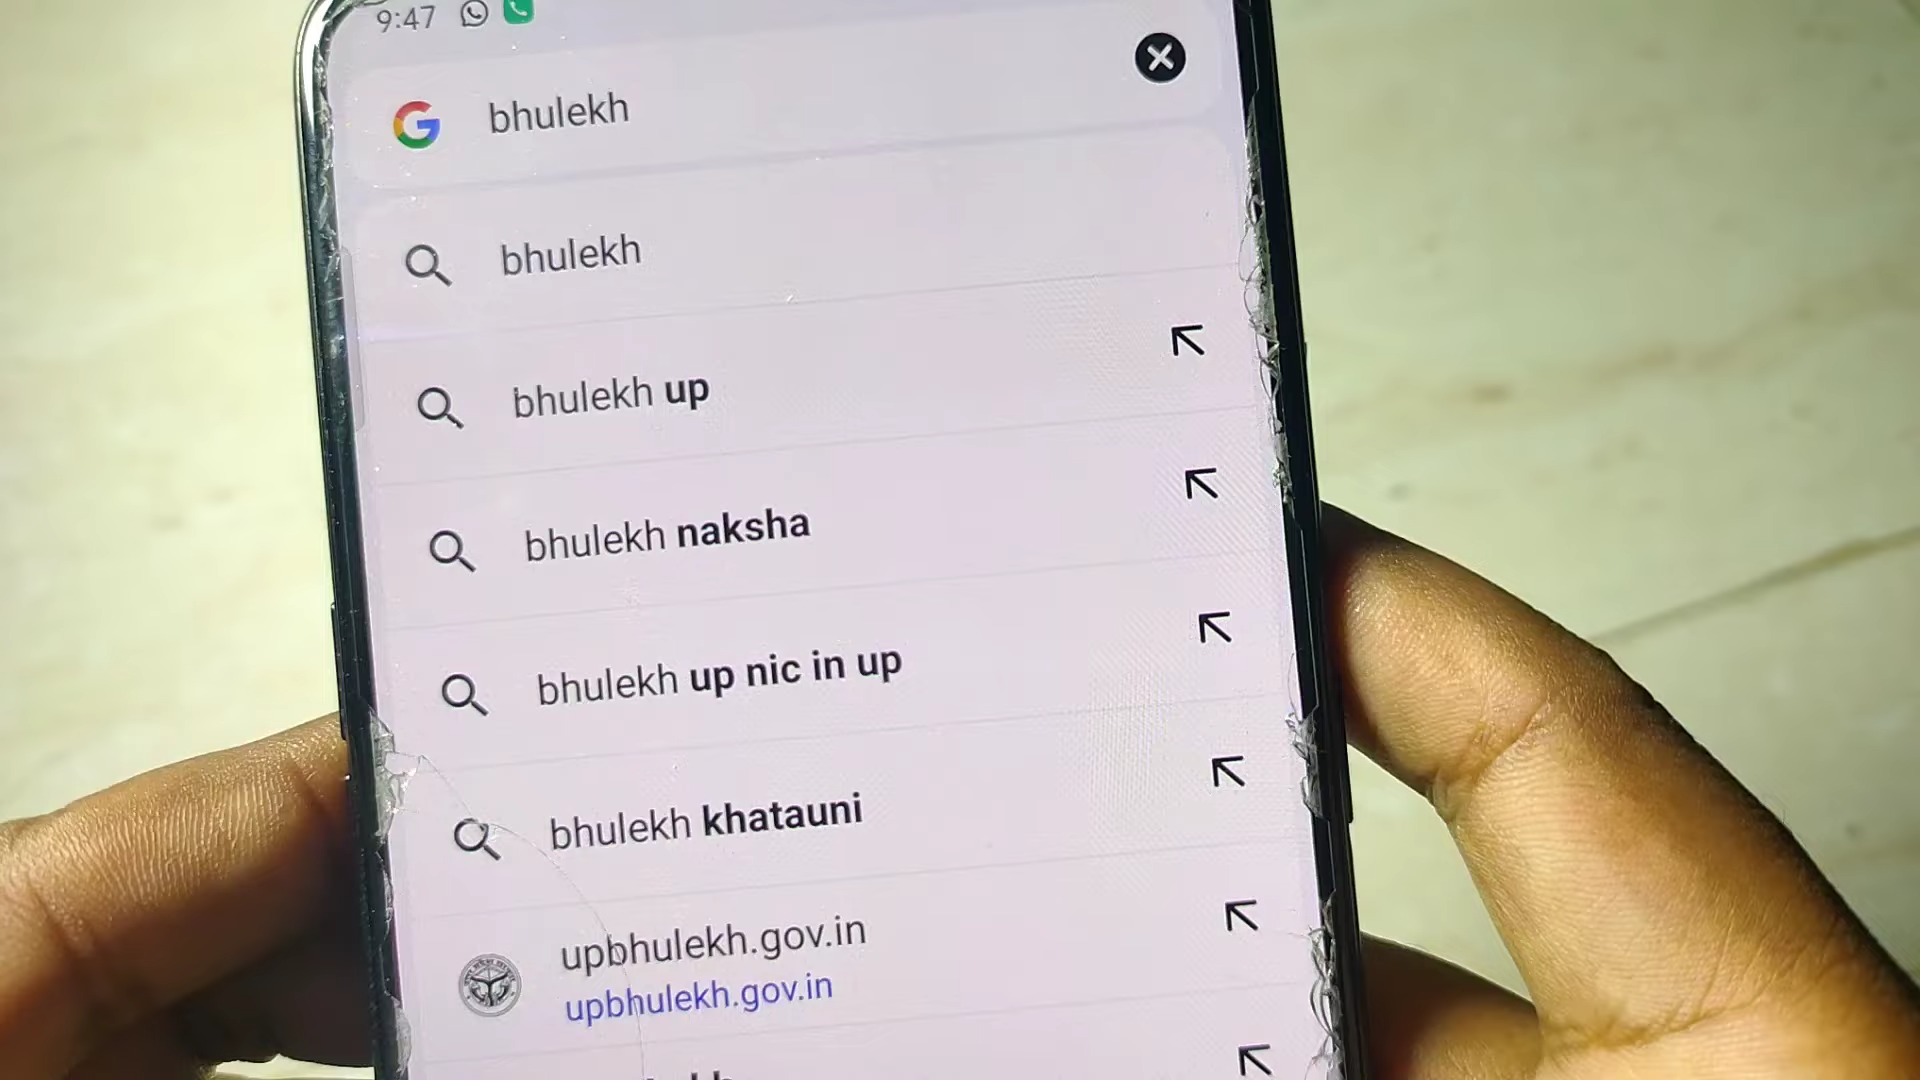 9:47
bhulekh
bhulekh
bhulekh up
bhulekh naksha
bhulekh up nic in up
bhulekh khatauni
upbhulekh.gov.in
upbhulekh.gov.in